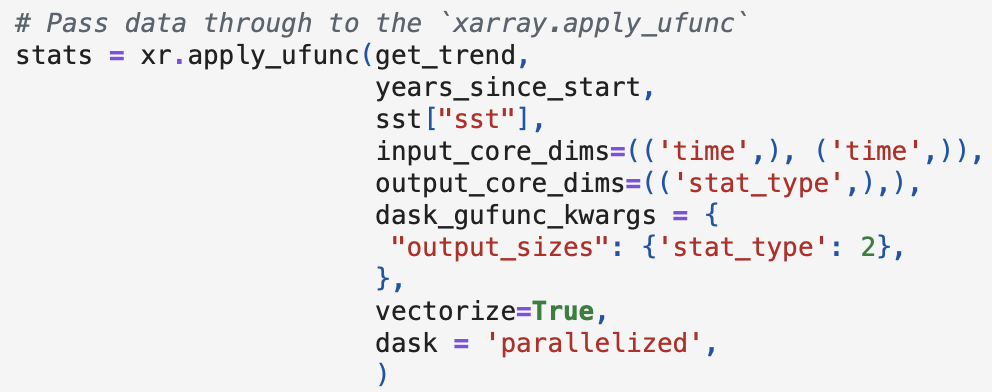 # Pass data through to the `xarray.apply_ufunc`
stats = xr.apply_ufunc(get_trend,
                       years_since_start,
                       sst["sst"],
                       input_core_dims=(('time',), ('time',)),
                       output_core_dims=(('stat_type',),),
                       dask_gufunc_kwargs = {
                        "output_sizes": {'stat_type': 2},
                       },
                       vectorize=True,
                       dask = 'parallelized',
                       )